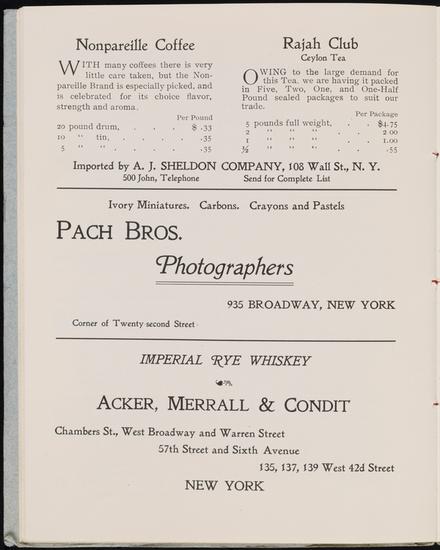 Nonpareille Coffee
WITH many coffees there is very
little care taken, but the Non-
pareille Brand is especially picked, and
is celebrated for its choice flavor,
strength and aroma.
Per Pound
20 pound drum, . . . $ .33
10 " tin, . . . . .35
5 " " . . . . .35
Rajah Club
Ceylon Tea
OWING to the large demand for
this Tea. we are having it packed
in Five, Two, One, and One-Half
Pound sealed packages to suit our
trade.
Per Package
5 pounds full weight, . . $4.75
2 " " " . . 2 00
1 " " " . . 1.00
½ " " " . . .55
Imported by A. J. SHELDON COMPANY, 108 Wall St., N. Y.
500 John, Telephone Send for Complete List
Ivory Miniatures. Carbons. Crayons and Pastels
PACH BROS.
Photographers
935 BROADWAY, NEW YORK
Corner of Twenty second Street
IMPERIAL RYE WHISKEY
ACKER, MERRALL & CONDIT
Chambers St., West Broadway and Warren Street
57th Street and Sixth Avenue
135, 137, 139 West 42d Street
NEW YORK